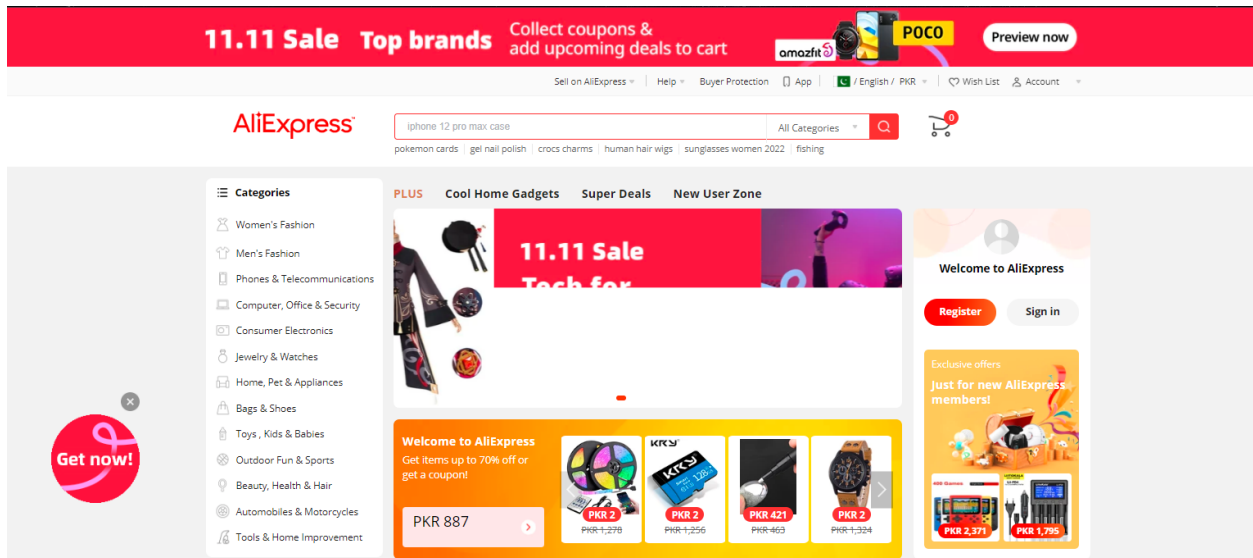 11.11 Sale Top brands
Collect coupons &
add upcoming deals to cart
amazfit
POCO
Preview now
Sell on AliExpress
Help
Buyer Protection
App
/ English / PKR
Wish List
Account
AliExpress
iphone 12 pro max case
All Categories
0
pokemon cards
gel nail polish
crocs charms
human hair wigs
sunglasses women 2022
fishing
Categories
Women's Fashion
Men's Fashion
Phones & Telecommunications
Computer, Office & Security
Consumer Electronics
Jewelry & Watches
Home, Pet & Appliances
Bags & Shoes
Toys , Kids & Babies
Outdoor Fun & Sports
Beauty, Health & Hair
Automobiles & Motorcycles
Tools & Home Improvement
PLUS
Cool Home Gadgets
Super Deals
New User Zone
11.11 Sale
Tech for
Welcome to AliExpress
Register
Sign in
Exclusive offers
Just for new AliExpress
members!
400 Games
PKR 2,371
PKR 1,795
Get now!
Welcome to AliExpress
Get items up to 70% off or
get a coupon!
PKR 887
PKR 2
PKR 1,278
KRY
KRY
128
PKR 2
PKR 1,256
PKR 421
PKR 463
PKR 2
PKR 1,324